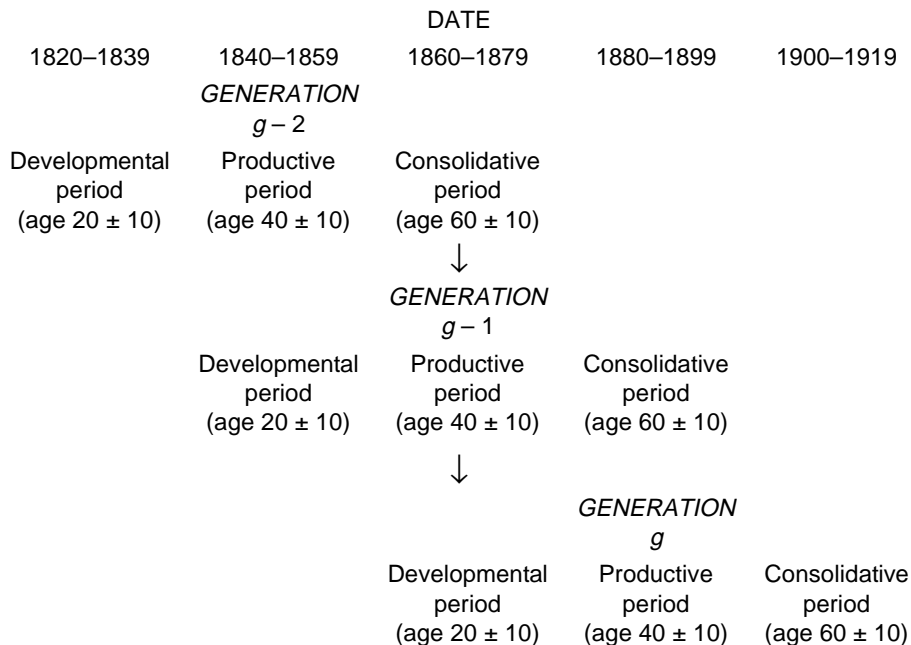 DATE
1820–1839 1840–1859 1860–1879 1880–1899 1900–1919
GENERATION
g – 2
Developmental Productive Consolidative
period period period
(age 20 ± 10) (age 40 ± 10) (age 60 ± 10)
↓
GENERATION
g – 1
Developmental Productive Consolidative
period period period
(age 20 ± 10) (age 40 ± 10) (age 60 ± 10)
↓
GENERATION
g
Developmental Productive Consolidative
period period period
(age 20 ± 10) (age 40 ± 10) (age 60 ± 10)